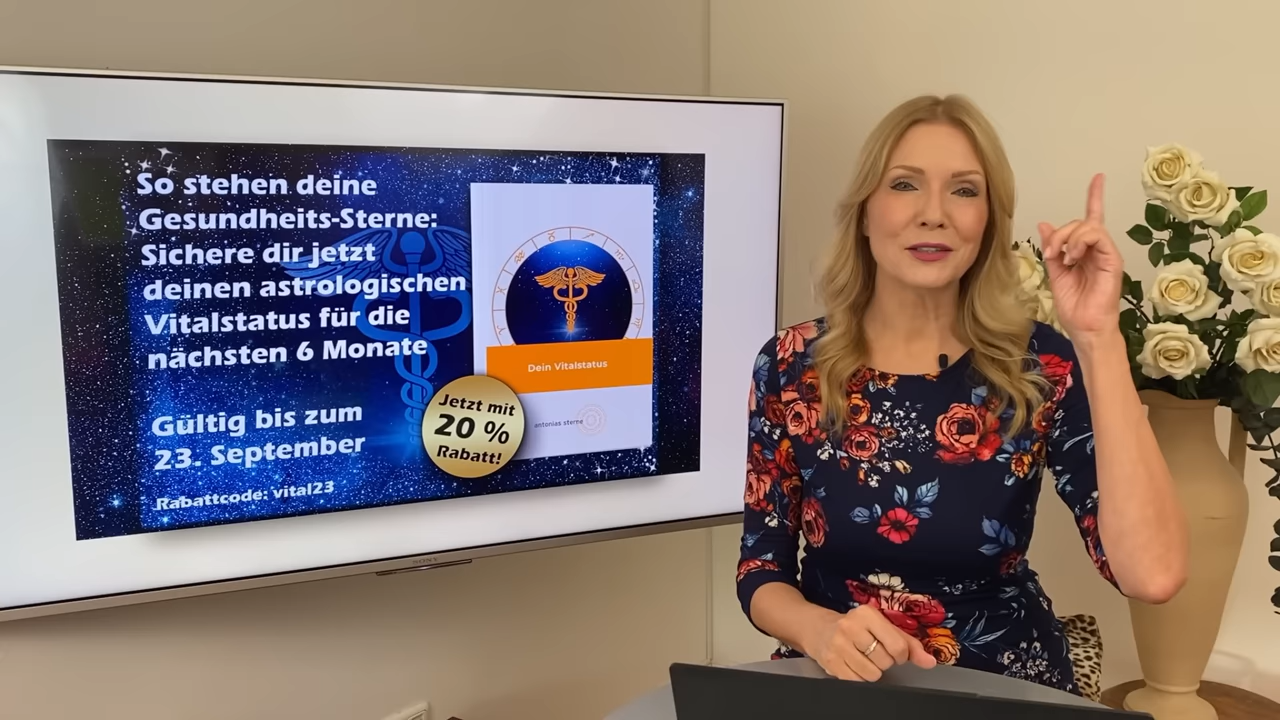 So stehen deine
Gesundheits-Sterne:
Sichere dir jetzt
deinen astrologischen
Vitalstatus für die
nächsten 6 Monate
Gültig bis zum
23. September
Rabattcode: vital23
Dein Vitalstatus
Jetzt mit
20 %
Rabatt!
antonias sterne
SONY